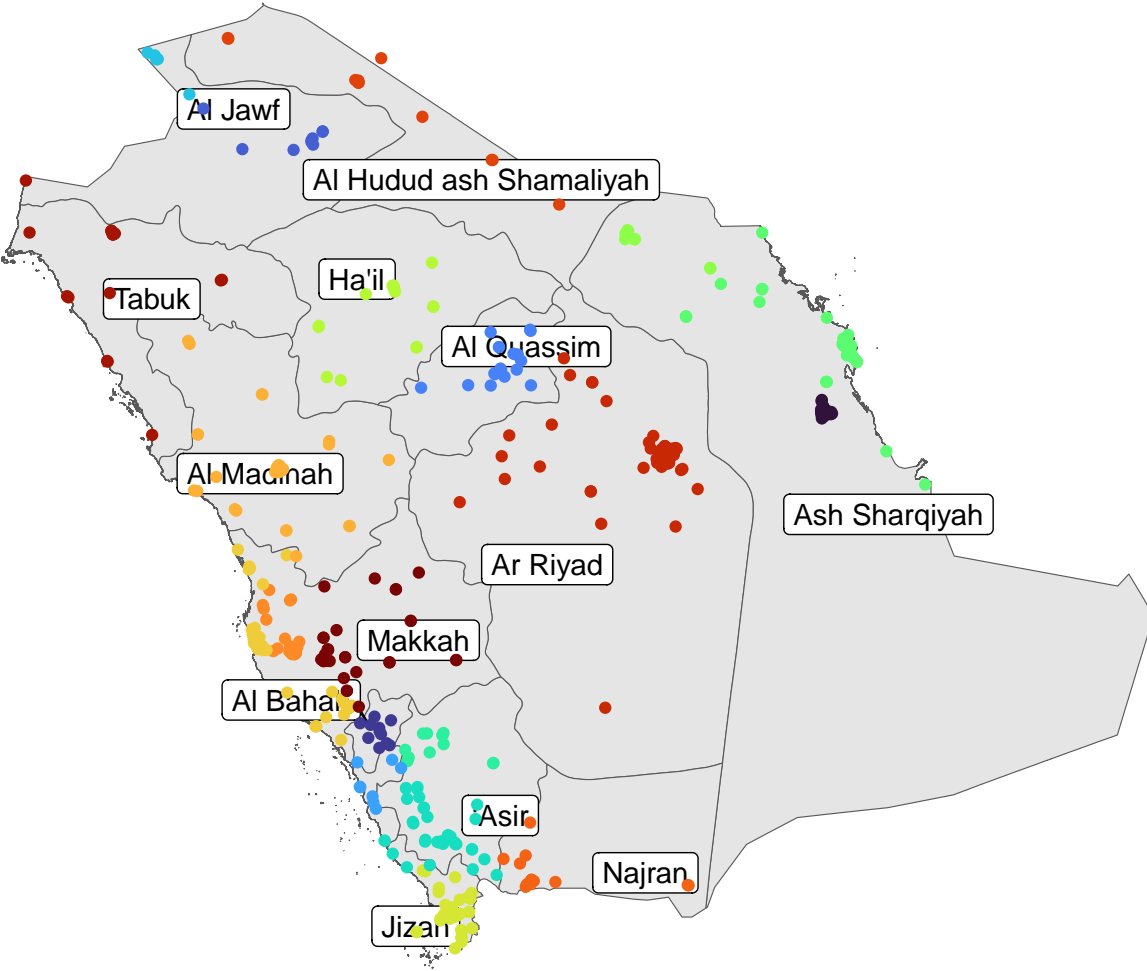 Al Jawf
Al Hudud ash Shamaliyah
Ha'il
Tabuk
Al Quassim
Al Madinah
Ash Sharqiyah
Ar Riyad
Makkah
Al Bahah
Asir
Najran
Jizan